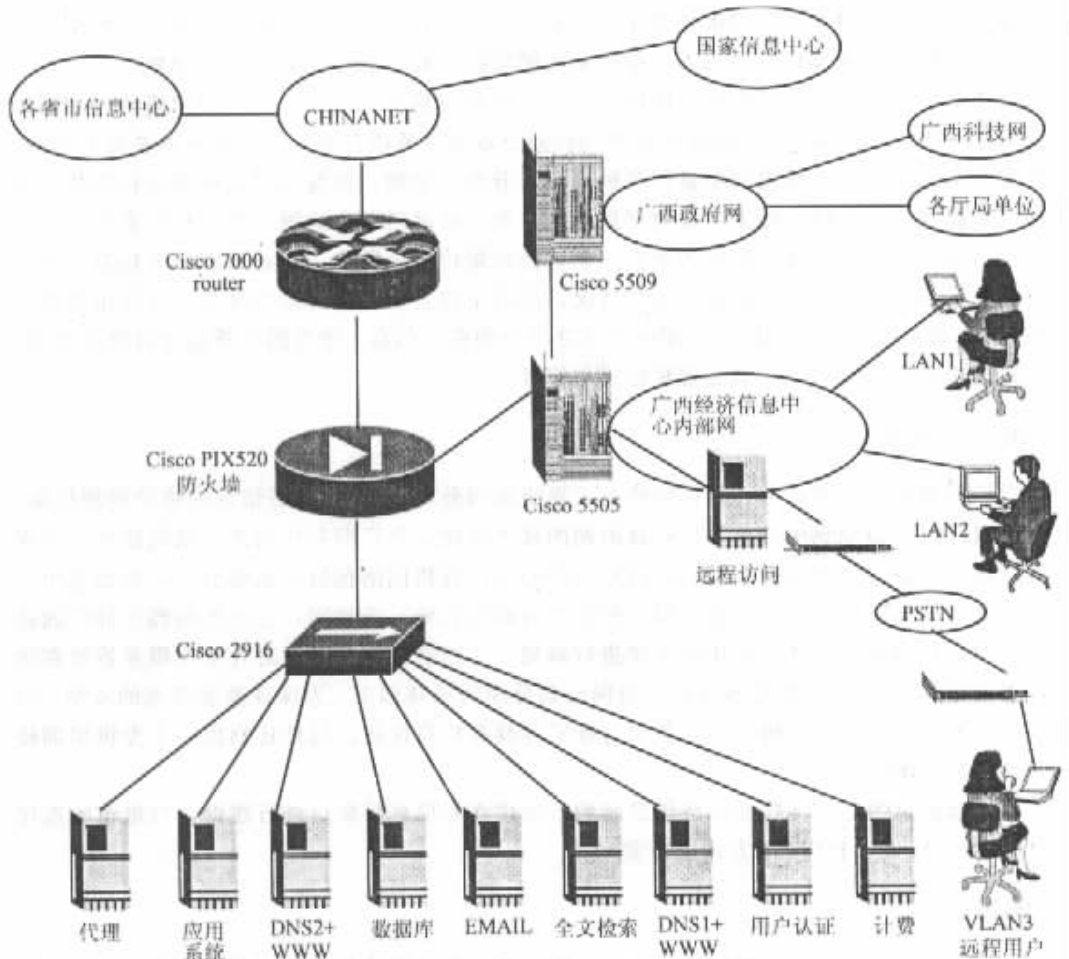 国家信息中心
各省市信息中心
CHINANET
广西科技网
广西政府网
各厅局单位
Cisco 7000
router
Cisco 5509
LAN1
广西经济信息中
心内部网
Cisco PIX520
防火墙
Cisco 5505
LAN2
远程访问
PSTN
Cisco 2916
代理
应用
系统
DNS2+
WWW
数据库
EMAIL
全文检索
DNS1+
WWW
用户认证
计费
VLAN3
远程用户